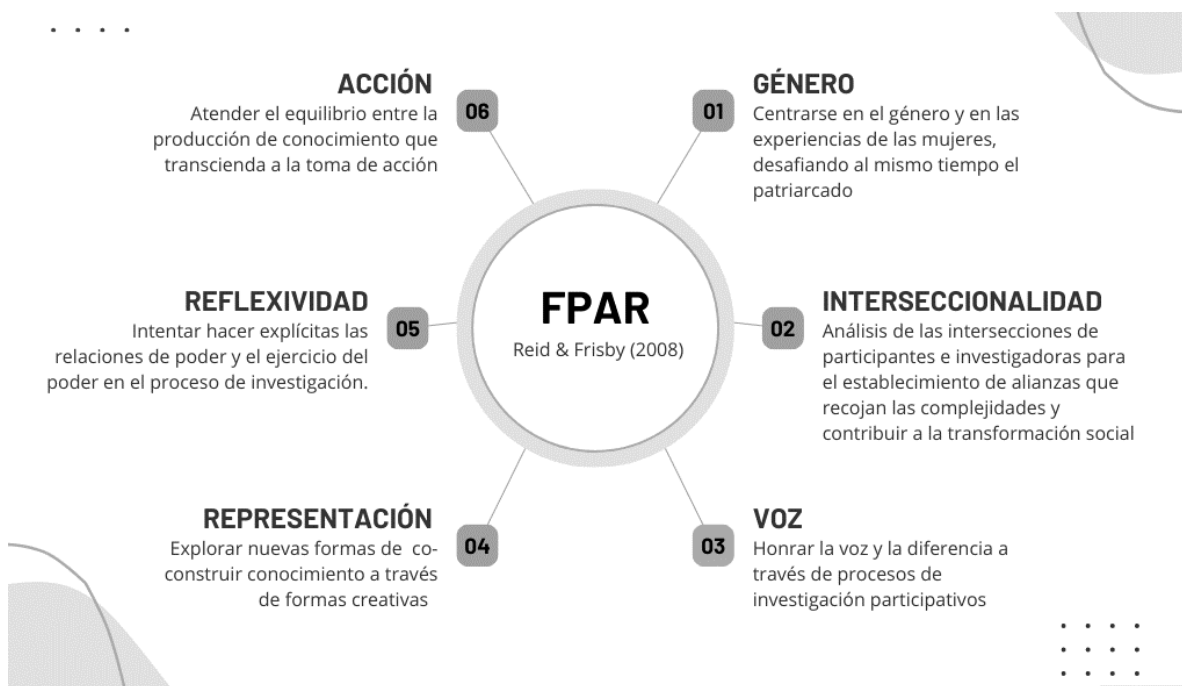 FPAR
Reid & Frisby (2008)
01
GÉNERO
Centrarse en el género y en las
experiencias de las mujeres,
desafiando al mismo tiempo el
patriarcado
02
INTERSECCIONALIDAD
Análisis de las intersecciones de
participantes e investigadoras para
el establecimiento de alianzas que
recojan las complejidades y
contribuir a la transformación social
03
VOZ
Honrar la voz y la diferencia a
través de procesos de
investigación participativos
04
REPRESENTACIÓN
Explorar nuevas formas de co-
construir conocimiento a través
de formas creativas
05
REFLEXIVIDAD
Intentar hacer explícitas las
relaciones de poder y el ejercicio del
poder en el proceso de investigación.
06
ACCIÓN
Atender el equilibrio entre la
producción de conocimiento que
transcienda a la toma de acción